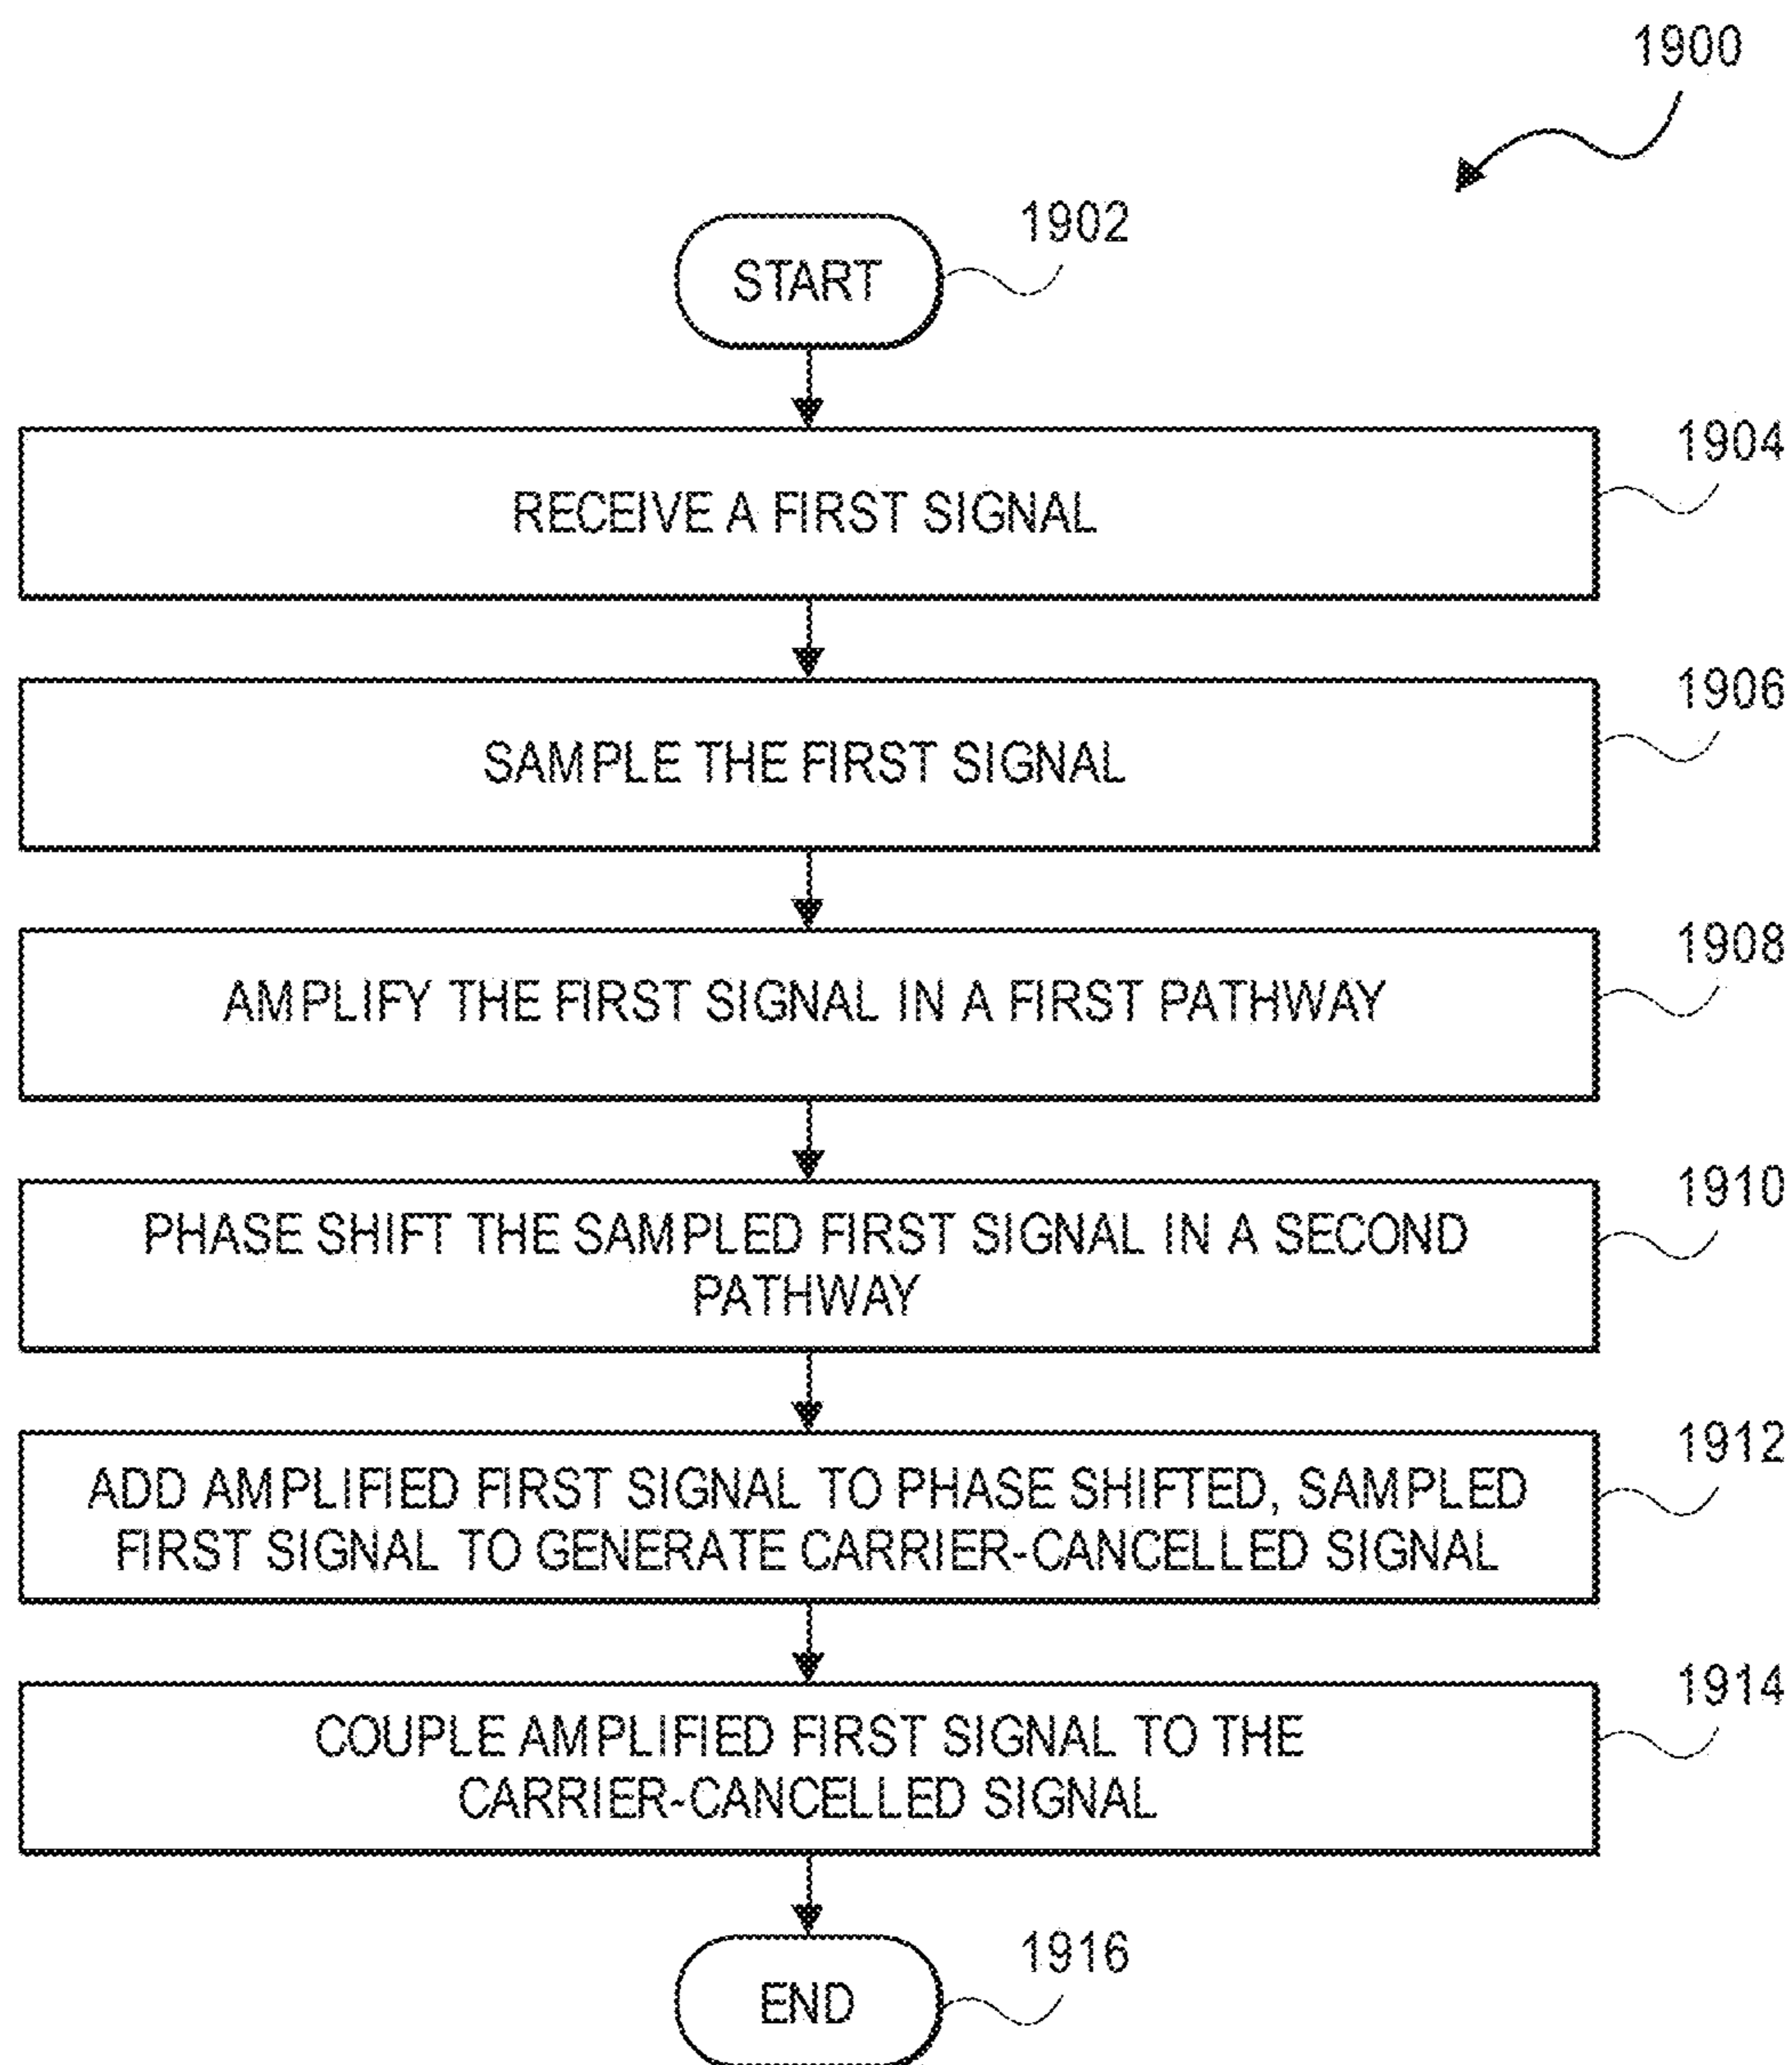 1900
START
1902
RECEIVE A FIRST SIGNAL
1904
SAMPLE THE FIRST SIGNAL
1906
AMPLIFY THE FIRST SIGNAL IN A FIRST PATHWAY
1908
PHASE SHIFT THE SAMPLED FIRST SIGNAL IN A SECOND
PATHWAY
1910
ADD AMPLIFIED FIRST SIGNAL TO PHASE SHIFTED, SAMPLED
FIRST SIGNAL TO GENERATE CARRIER-CANCELLED SIGNAL
1912
COUPLE AMPLIFIED FIRST SIGNAL TO THE
CARRIER-CANCELLED SIGNAL
1914
END
1916